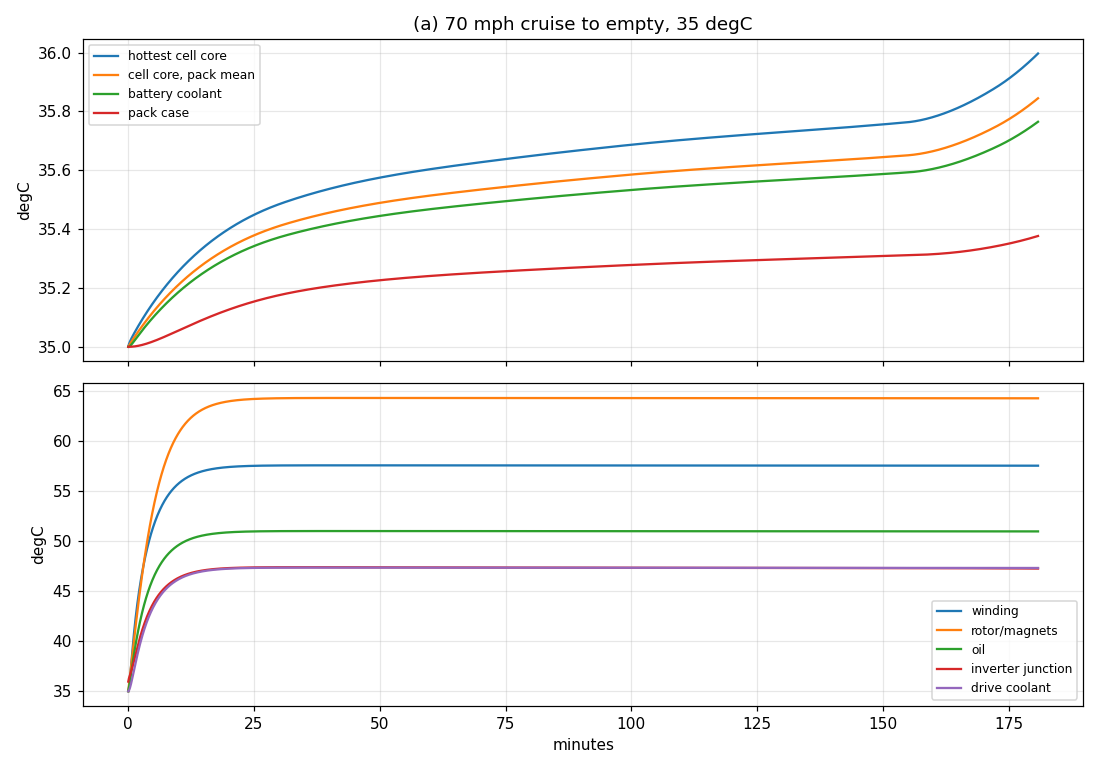 (a) 70 mph cruise to empty, 35 degC
36.0
35.8
35.6
35.4
35.2
35.0
degC
hottest cell core
cell core, pack mean
battery coolant
pack case
65
60
55
50
45
40
35
degC
winding
rotor/magnets
oil
inverter junction
drive coolant
0 25 50 75 100 125 150 175
minutes